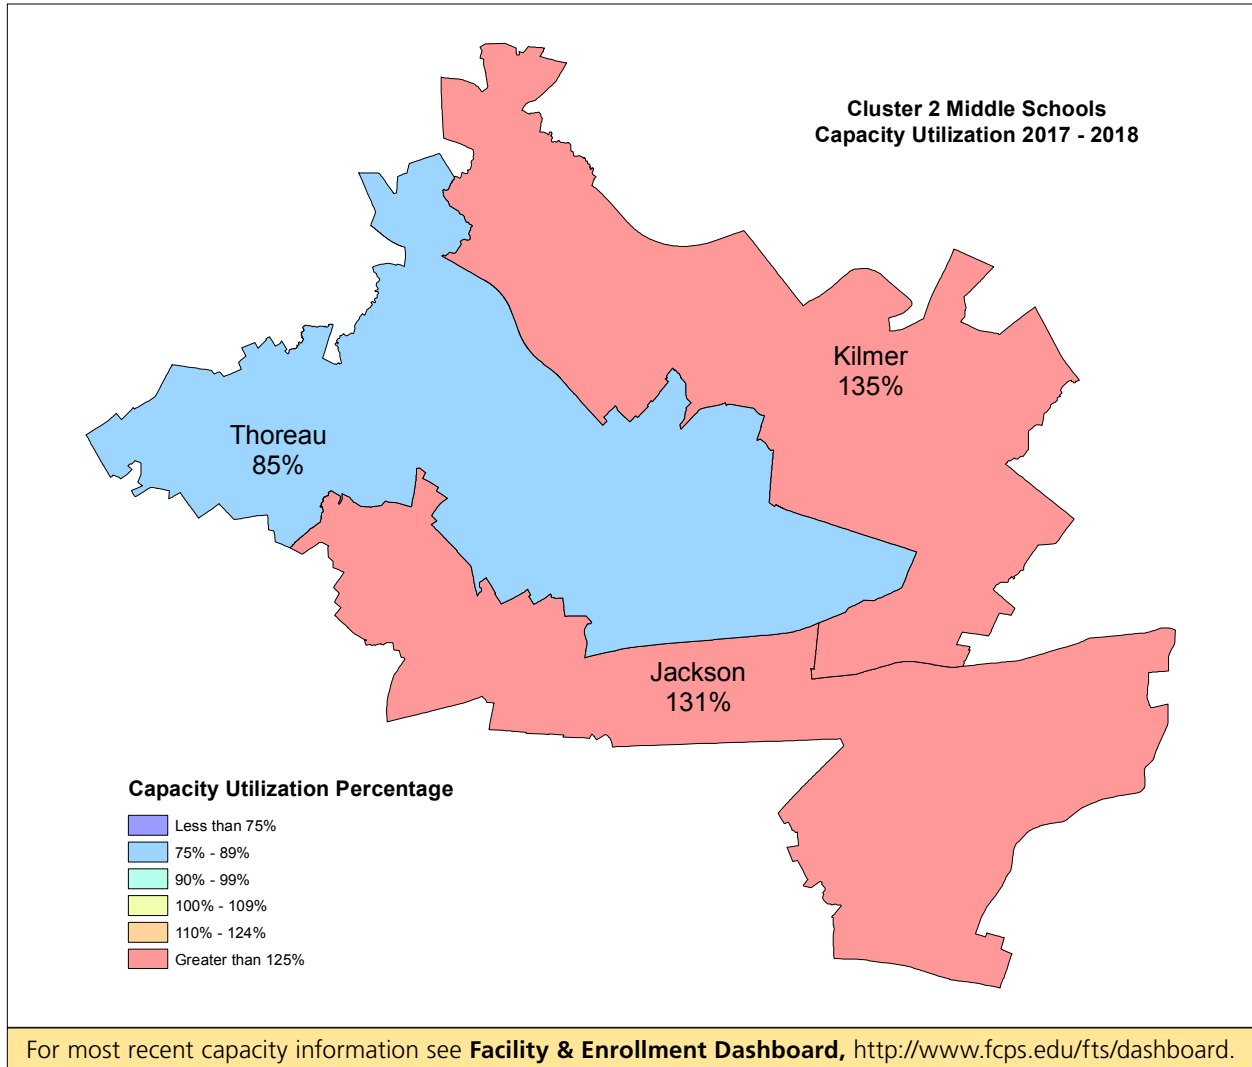 Cluster 2 Middle Schools
Capacity Utilization 2017 - 2018
Kilmer
135%
Thoreau
85%
Jackson
131%
Capacity Utilization Percentage
Less than 75%
75% - 89%
90% - 99%
100% - 109%
110% - 124%
Greater than 125%
For most recent capacity information see Facility & Enrollment Dashboard, http://www.fcps.edu/fts/dashboard.